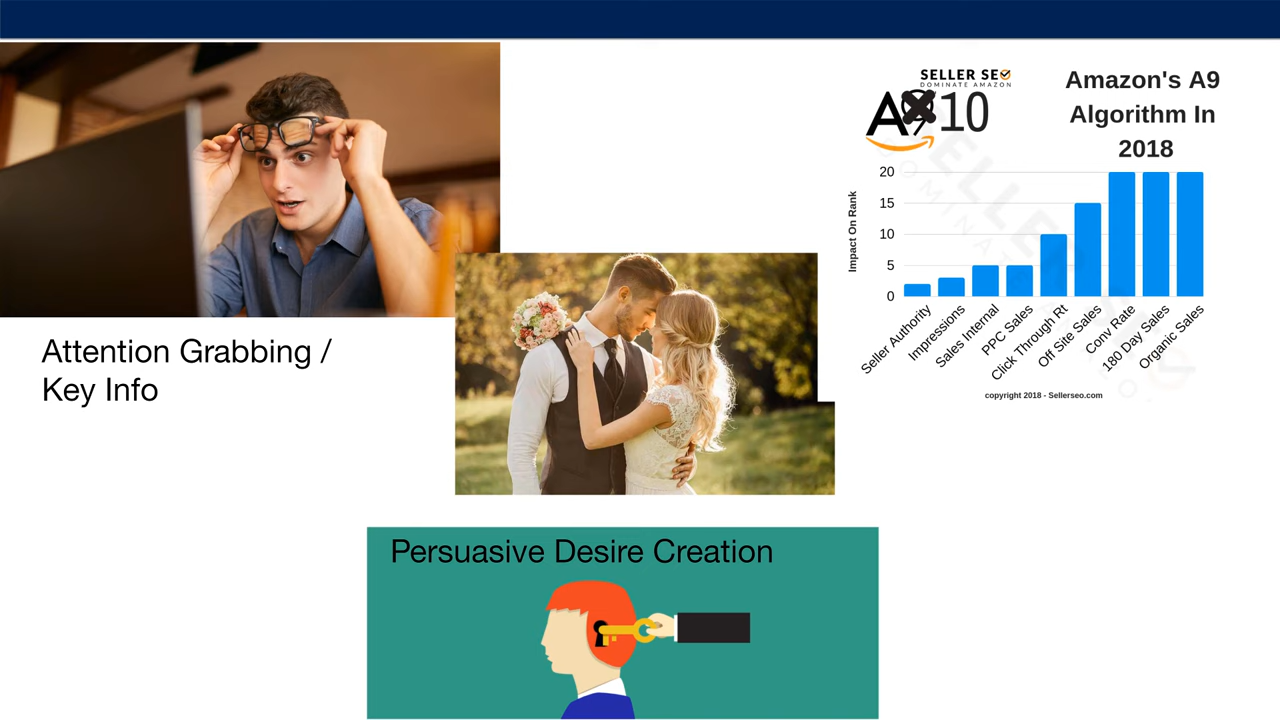 SELLER SEO
DOMINATE AMAZON
A9 10
Amazon's A9
Algorithm In
2018
20
15
10
5
0
Impact On Rank
Seller Authority
Impressions
Sales Internal
PPC Sales
Click Through Rt
Off Site Sales
Conv Rate
180 Day Sales
Organic Sales
copyright 2018 - Sellerseo.com
Attention Grabbing /
Key Info
Persuasive Desire Creation